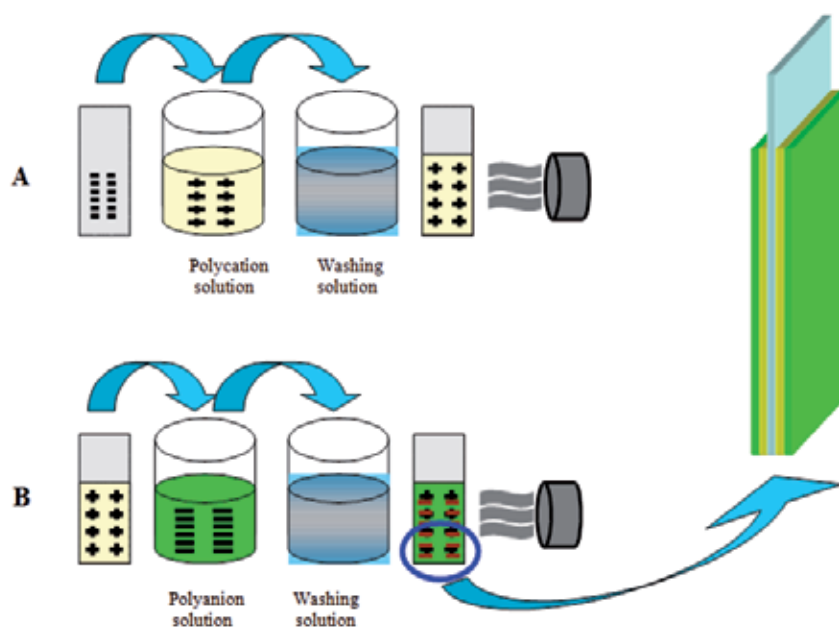 A
Polycation
solution
Washing
solution
B
Polyanion
solution
Washing
solution